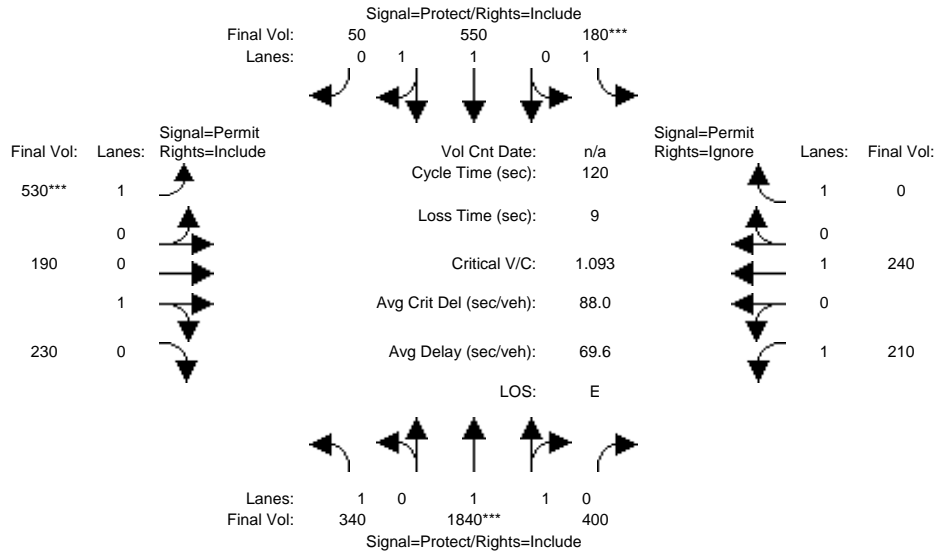 Signal=Protect/Rights=Include
Final Vol: 50 550 180***
Lanes: 0 1 1 0 1
Signal=Permit Signal=Permit
Final Vol: Lanes: Rights=Include Vol Cnt Date: n/a Rights=Ignore Lanes: Final Vol:
Cycle Time (sec): 120
530*** 1 1 0
Loss Time (sec): 9
0 0
190 0 Critical V/C: 1.093 1 240
1 Avg Crit Del (sec/veh): 88.0 0
230 0 Avg Delay (sec/veh): 69.6 1 210
LOS: E
Lanes: 1 0 1 1 0
Final Vol: 340 1840*** 400
Signal=Protect/Rights=Include